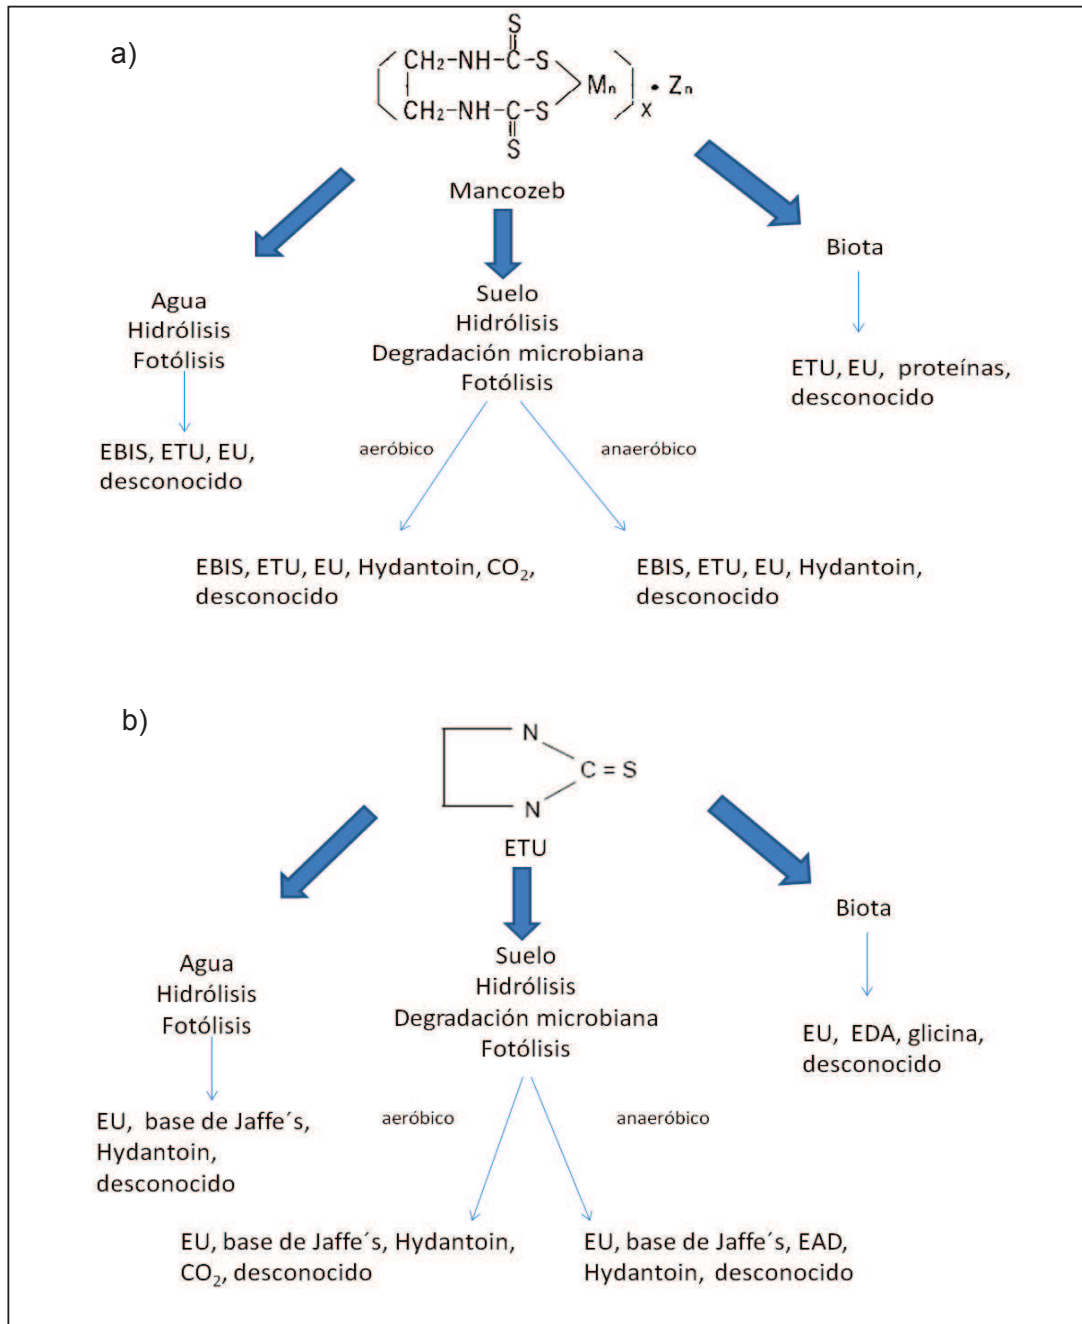 a)
S
CH₂-NH-C-S
Mn
x
• Zn
CH₂-NH-C-S
S
Mancozeb
Agua
Hidrólisis
Fotólisis
EBIS, ETU, EU,
desconocido
Suelo
Hidrólisis
Degradación microbiana
Fotólisis
aeróbico
anaeróbico
EBIS, ETU, EU, Hydantoin, CO₂,
desconocido
EBIS, ETU, EU, Hydantoin,
desconocido
Biota
ETU, EU, proteínas,
desconocido
b)
N
C = S
N
ETU
Agua
Hidrólisis
Fotólisis
EU, base de Jaffe´s,
Hydantoin,
desconocido
Suelo
Hidrólisis
Degradación microbiana
Fotólisis
aeróbico
anaeróbico
EU, base de Jaffe´s, Hydantoin,
CO₂, desconocido
EU, base de Jaffe´s, EAD,
Hydantoin, desconocido
Biota
EU, EDA, glicina,
desconocido